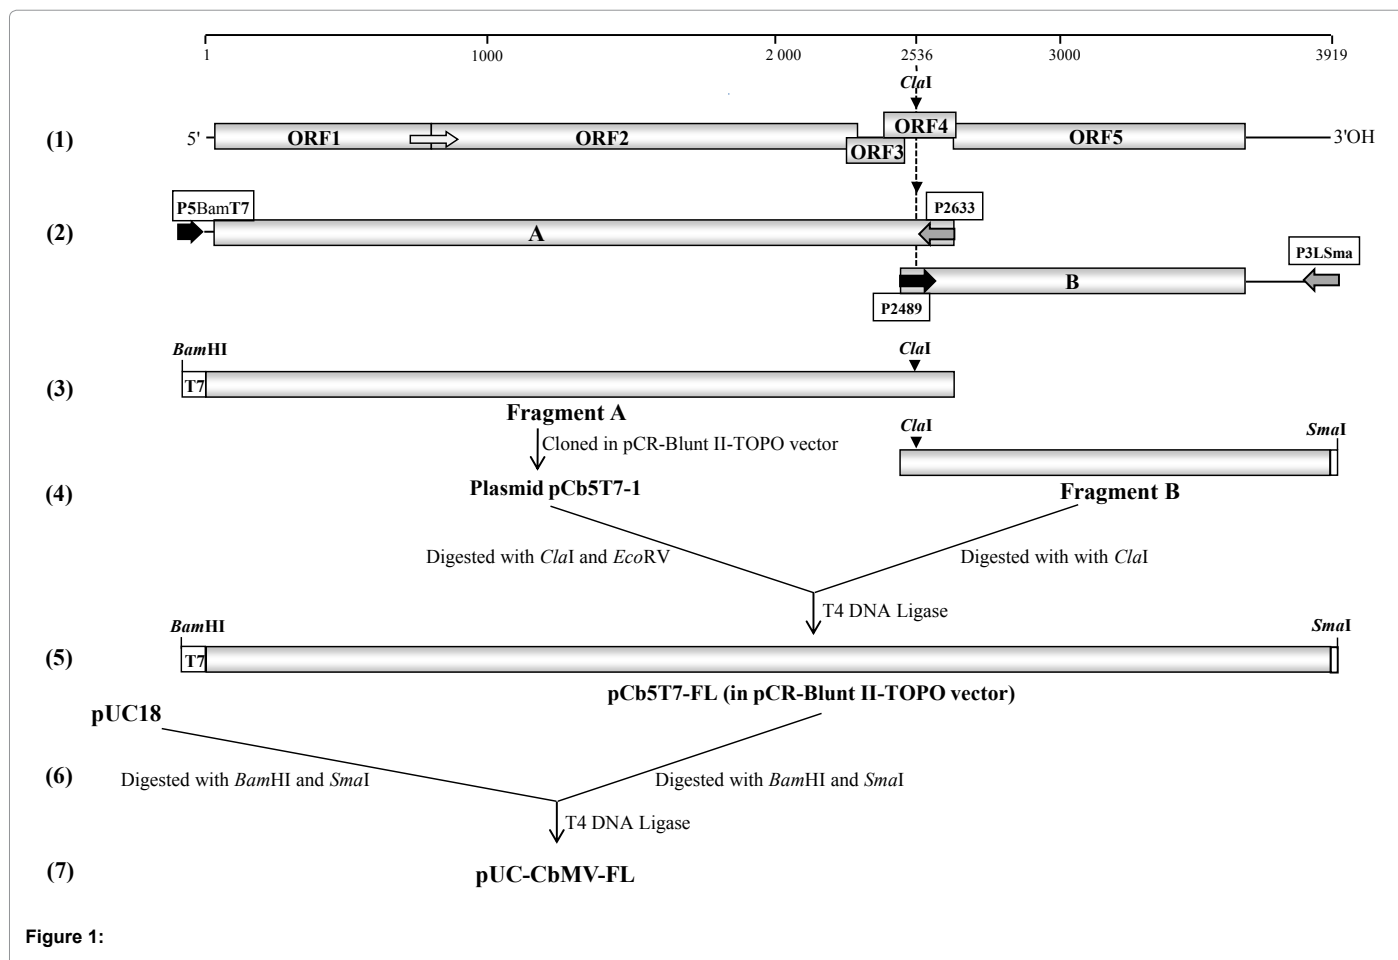 1 1000 2 000 2536 3000 3919
ClaI
(1) 5' ORF1 ORF2 ORF3 ORF4 ORF5 3'OH
P5BamT7 P2633
(2) A
P3LSma
B
P2489
BamHI ClaI
(3) T7
Fragment A
ClaI SmaI
Cloned in pCR-Blunt II-TOPO vector
(4) Plasmid pCb5T7-1 Fragment B
Digested with ClaI and EcoRV Digested with with ClaI
T4 DNA Ligase
BamHI SmaI
(5) T7
pCb5T7-FL (in pCR-Blunt II-TOPO vector)
pUC18
(6) Digested with BamHI and SmaI Digested with BamHI and SmaI
T4 DNA Ligase
(7) pUC-CbMV-FL
Figure 1: